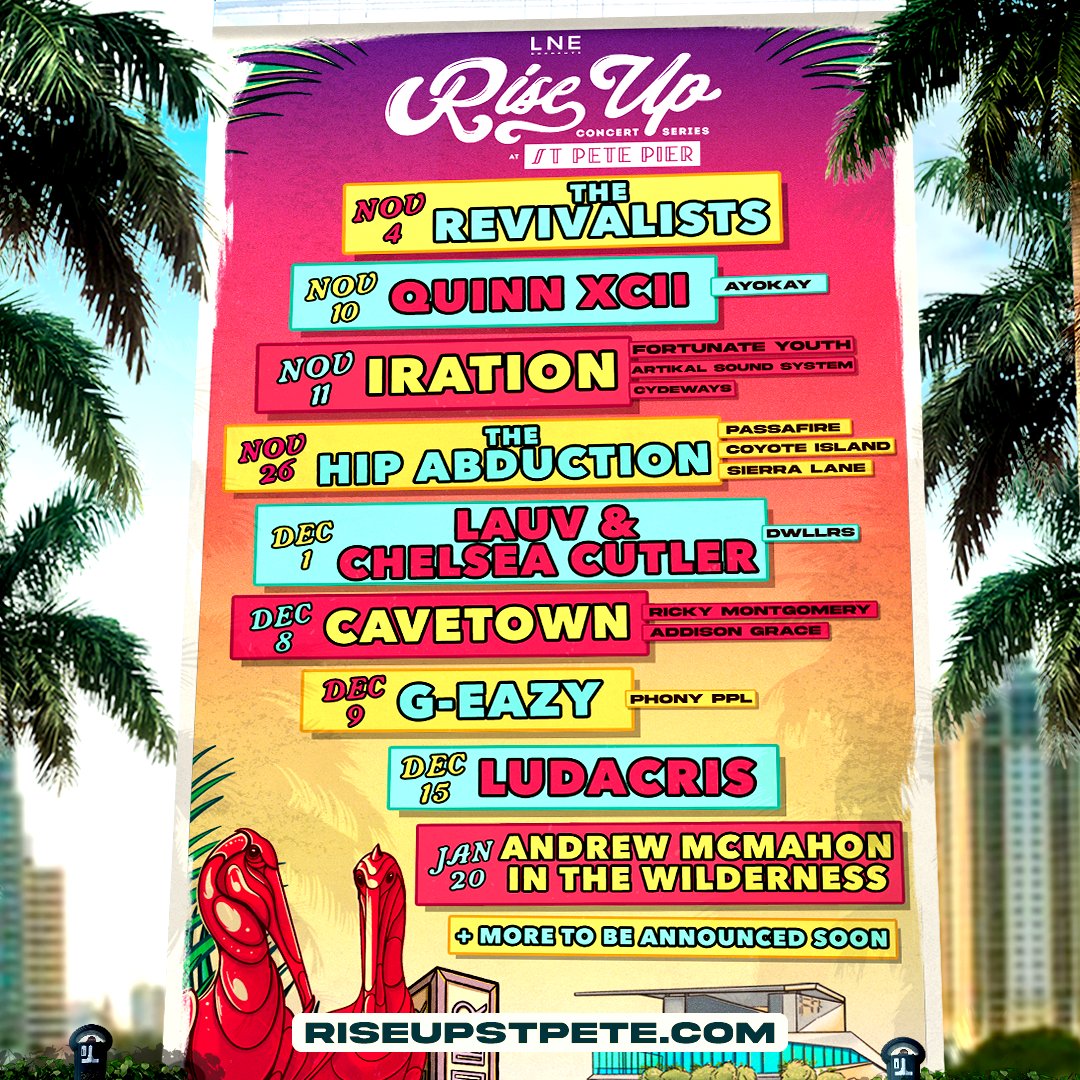 LNE
PRESENTS
Rise Up
CONCERT SERIES
AT ST PETE PIER
NOV 4
THE REVIVALISTS
NOV 10
QUINN XCII
AYOKAY
NOV 11
IRATION
FORTUNATE YOUTH
ARTIKAL SOUND SYSTEM
CYDEWAYS
NOV 26
THE HIP ABDUCTION
PASSAFIRE
COYOTE ISLAND
SIERRA LANE
DEC 1
LAUV &
CHELSEA CUTLER
DWLLRS
DEC 8
CAVETOWN
RICKY MONTGOMERY
ADDISON GRACE
DEC 9
G-EAZY
PHONY PPL
DEC 15
LUDACRIS
JAN 20
ANDREW MCMAHON
IN THE WILDERNESS
+ MORE TO BE ANNOUNCED SOON
RISEUPSTPETE.COM